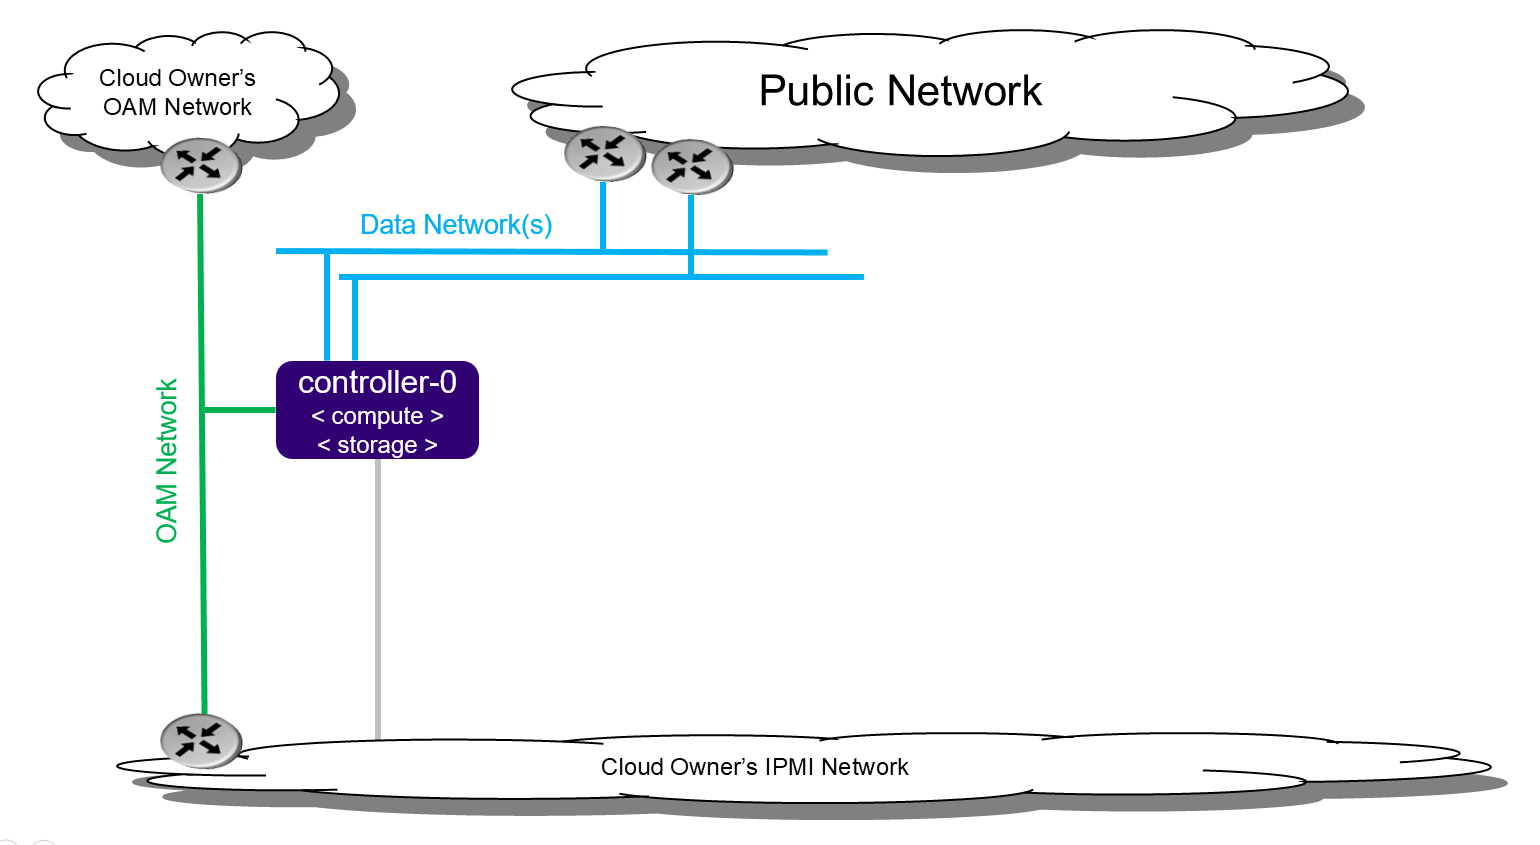 Cloud Owner’s
OAM Network
Public Network
Data Network(s)
controller-0
< compute >
< storage >
OAM Network
Cloud Owner’s IPMI Network